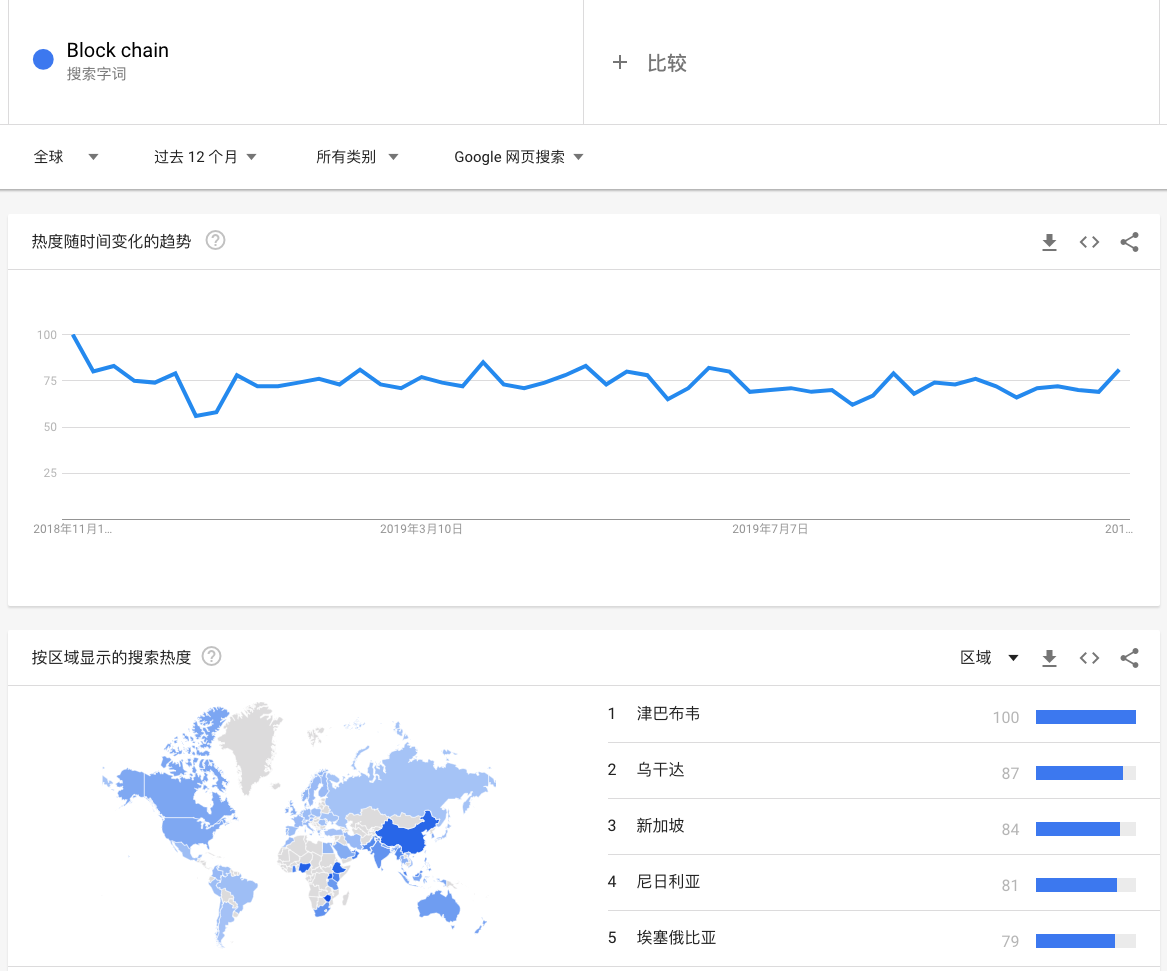 Block chain
搜索字词
+ 比较
全球
过去 12 个月
所有类别
Google 网页搜索
热度随时间变化的趋势 ?
100
75
50
25
2018年11月1...
2019年3月10日
2019年7月7日
201...
按区域显示的搜索热度 ?
区域
1 津巴布韦 100
2 乌干达 87
3 新加坡 84
4 尼日利亚 81
5 埃塞俄比亚 79